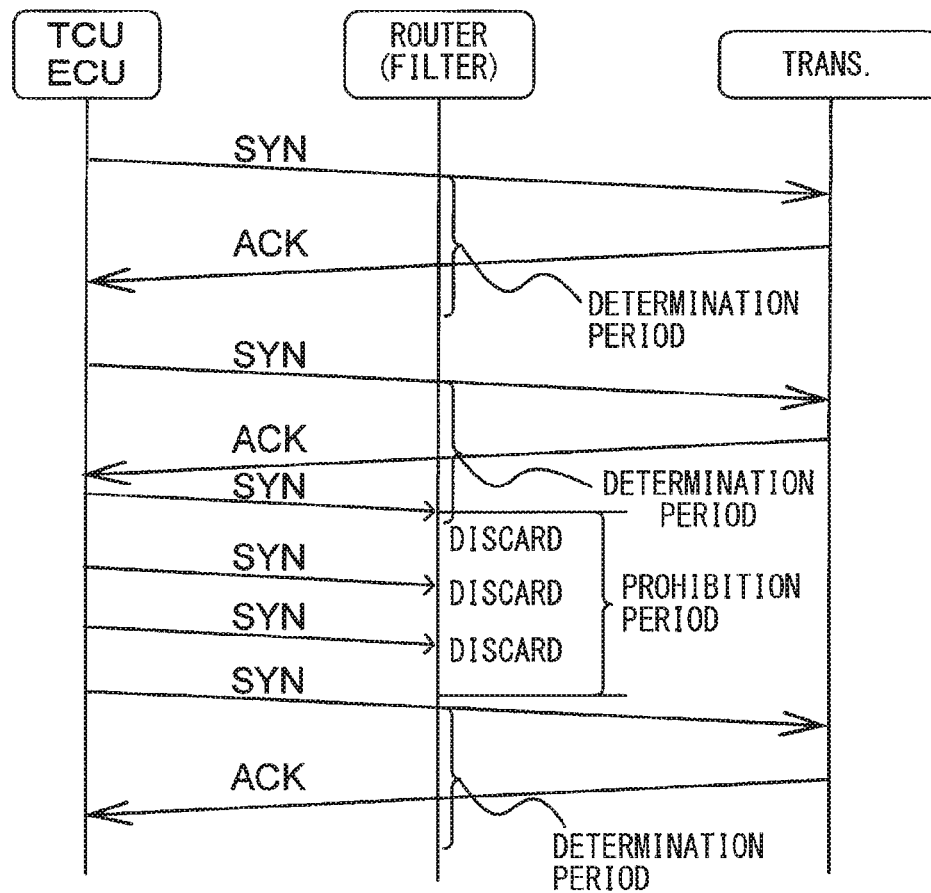 TCU
ECU
ROUTER
(FILTER)
TRANS.
SYN
ACK
DETERMINATION
PERIOD
SYN
ACK
SYN
DETERMINATION
PERIOD
DISCARD
SYN
DISCARD
PROHIBITION
PERIOD
SYN
DISCARD
SYN
ACK
DETERMINATION
PERIOD